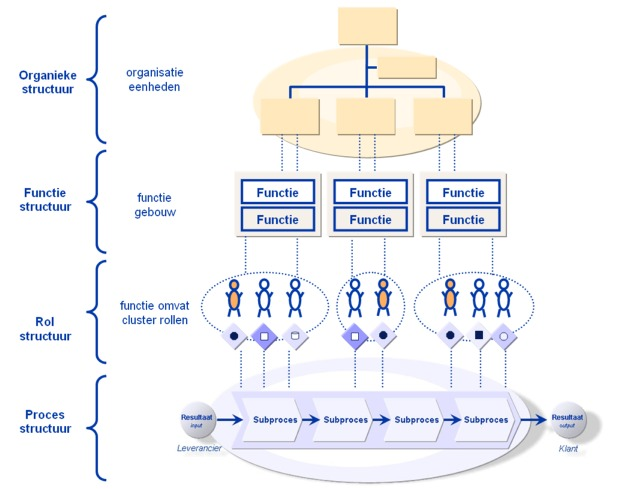 Organieke
structuur
organisatie
eenheden
Functie
structuur
functie
gebouw
Functie Functie Functie
Functie Functie Functie
Rol
structuur
functie omvat
cluster rollen
Proces
structuur
Resultaat
input
Leverancier
Subproces Subproces Subproces Subproces
Resultaat
output
Klant